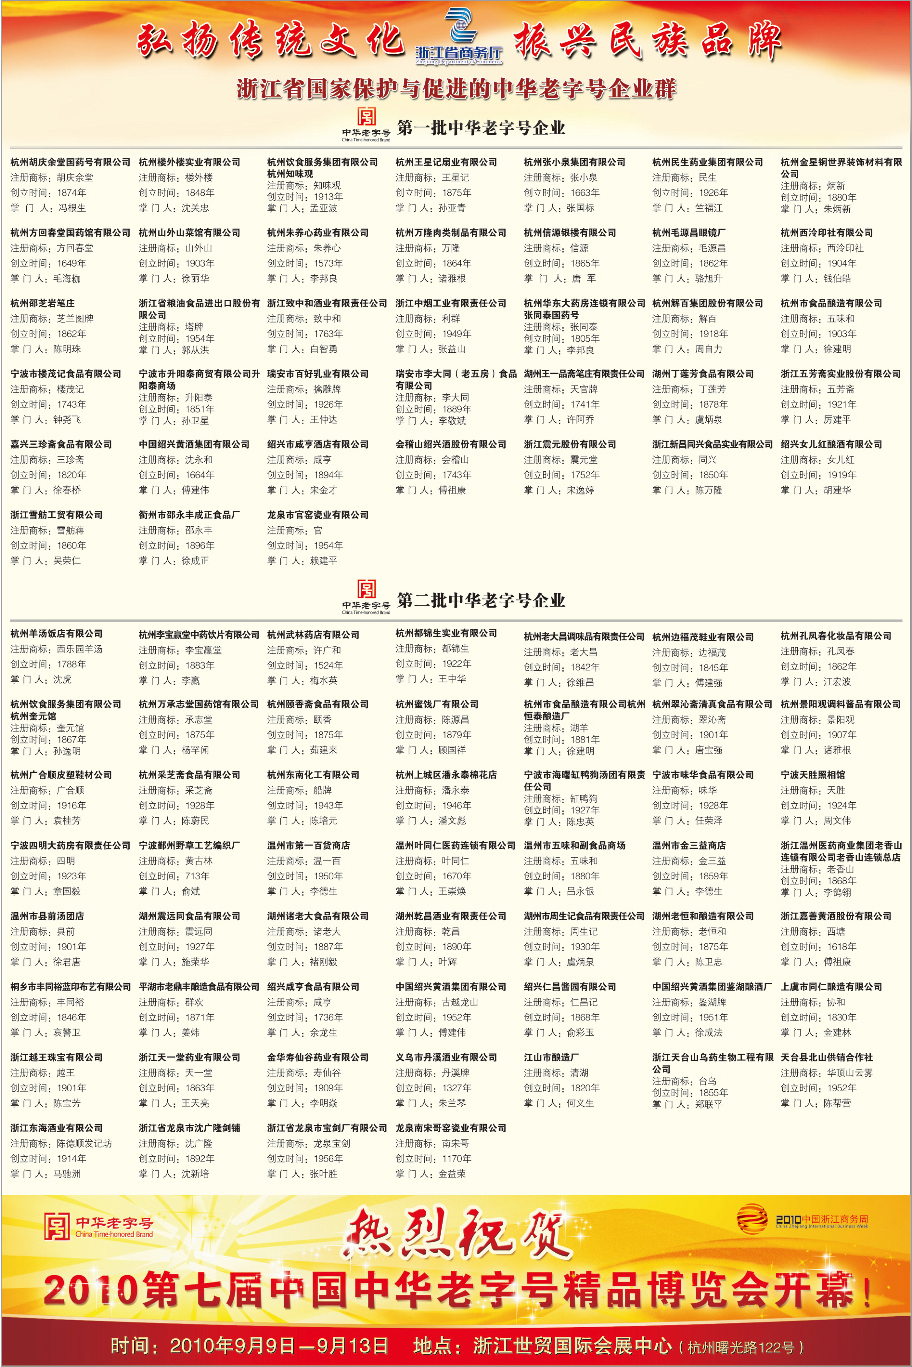 弘扬传统文化 浙江省商务厅 振兴民族品牌
浙江省国家保护与促进的中华老字号企业群
中华老字号 第一批中华老字号企业
China Time-honored Brand
杭州胡庆余堂国药号有限公司
注册商标：胡庆余堂
创立时间：1874年
掌 门 人：冯根生
杭州楼外楼实业有限公司
注册商标：楼外楼
创立时间：1848年
掌 门 人：沈关忠
杭州饮食服务集团有限公司
杭州知味观
注册商标：知味观
创立时间：1913年
掌 门 人：孟亚波
杭州王星记扇业有限公司
注册商标：王星记
创立时间：1875年
掌 门 人：孙亚青
杭州张小泉集团有限公司
注册商标：张小泉
创立时间：1663年
掌 门 人：张国标
杭州民生药业集团有限公司
注册商标：民生
创立时间：1926年
掌 门 人：竺福江
杭州金星铜世界装饰材料有限
公司
注册商标：炳新
创立时间：1880年
掌 门 人：朱炳新
杭州方回春堂国药馆有限公司
注册商标：方回春堂
创立时间：1649年
掌 门 人：毛海
杭州山外山菜馆有限公司
注册商标：山外山
创立时间：1903年
掌 门 人：徐丽华
杭州朱养心药业有限公司
注册商标：朱养心
创立时间：1573年
掌 门 人：李邦良
杭州万隆肉类制品有限公司
注册商标：万隆
创立时间：1864年
掌 门 人：诸雅根
杭州信源银楼有限公司
注册商标：信源
创立时间：1865年
掌 门 人：唐 军
杭州毛源昌眼镜厂
注册商标：毛源昌
创立时间：1862年
掌 门 人：骆旭升
杭州西泠印社有限公司
注册商标：西泠印社
创立时间：1904年
掌 门 人：钱伯皓
杭州邵芝岩笔庄
注册商标：芝兰图牌
创立时间：1862年
掌 门 人：陈明珠
浙江省粮油食品进出口股份有
限公司
注册商标：塔牌
创立时间：1954年
掌 门 人：郭从洪
浙江致中和酒业有限责任公司
注册商标：致中和
创立时间：1763年
掌 门 人：白智勇
浙江中烟工业有限责任公司
注册商标：利群
创立时间：1949年
掌 门 人：张益山
杭州华东大药房连锁有限公司
张同泰国药号
注册商标：张同泰
创立时间：1805年
掌 门 人：李邦良
杭州解百集团股份有限公司
注册商标：解百
创立时间：1918年
掌 门 人：周自力
杭州市食品酿造有限公司
注册商标：五味和
创立时间：1903年
掌 门 人：徐建明
宁波市楼茂记食品有限公司
注册商标：楼茂记
创立时间：1743年
掌 门 人：钟尧飞
宁波市升阳泰商贸有限公司升
阳泰商场
注册商标：升阳泰
创立时间：1851年
掌 门 人：孙卫星
瑞安市百好乳业有限公司
注册商标：擒雕牌
创立时间：1926年
掌 门 人：王仲达
瑞安市李大同（老五房）食品
有限公司
注册商标：李大同
创立时间：1889年
掌 门 人：李敬斌
湖州王一品斋笔庄有限责任公司
注册商标：天官牌
创立时间：1741年
掌 门 人：许阿乔
湖州丁莲芳食品有限公司
注册商标：丁莲芳
创立时间：1878年
掌 门 人：虞炳泉
浙江五芳斋实业股份有限公司
注册商标：五芳斋
创立时间：1921年
掌 门 人：厉建平
嘉兴三珍斋食品有限公司
注册商标：三珍斋
创立时间：1820年
掌 门 人：徐春桥
中国绍兴黄酒集团有限公司
注册商标：沈永和
创立时间：1664年
掌 门 人：傅建伟
绍兴市咸亨酒店有限公司
注册商标：咸亨
创立时间：1894年
掌 门 人：宋金才
会稽山绍兴酒股份有限公司
注册商标：会稽山
创立时间：1743年
掌 门 人：傅祖康
浙江震元股份有限公司
注册商标：震元堂
创立时间：1752年
掌 门 人：宋逸婷
浙江新昌同兴食品实业有限公司
注册商标：同兴
创立时间：1850年
掌 门 人：陈万隆
绍兴女儿红酿酒有限公司
注册商标：女儿红
创立时间：1919年
掌 门 人：胡建华
浙江雪舫工贸有限公司
注册商标：雪舫蒋
创立时间：1860年
掌 门 人：吴荣仁
衢州市邵永丰成正食品厂
注册商标：邵永丰
创立时间：1896年
掌 门 人：徐成正
龙泉市官窑瓷业有限公司
注册商标：官
创立时间：1954年
掌 门 人：赖建平
中华老字号 第二批中华老字号企业
China Time-honored Brand
杭州羊汤饭店有限公司
注册商标：西乐园羊汤
创立时间：1788年
掌 门 人：沈虎
杭州李宝赢堂中药饮片有限公司
注册商标：李宝赢堂
创立时间：1883年
掌 门 人：李赢
杭州武林药店有限公司
注册商标：许广和
创立时间：1524年
掌 门 人：梅水英
杭州都锦生实业有限公司
注册商标：都锦生
创立时间：1922年
掌 门 人：王中华
杭州老大昌调味品有限责任公司
注册商标：老大昌
创立时间：1842年
掌 门 人：徐维昌
杭州边福茂鞋业有限公司
注册商标：边福茂
创立时间：1845年
掌 门 人：傅建强
杭州孔凤春化妆品有限公司
注册商标：孔凤春
创立时间：1862年
掌 门 人：江宏波
杭州饮食服务集团有限公司
杭州奎元馆
注册商标：奎元馆
创立时间：1867年
掌 门 人：孙逸明
杭州万承志堂国药馆有限公司
注册商标：承志堂
创立时间：1875年
掌 门 人：杨罕闻
杭州颐香斋食品有限公司
注册商标：颐香
创立时间：1875年
掌 门 人：茹建来
杭州蜜饯厂有限公司
注册商标：陈源昌
创立时间：1879年
掌 门 人：顾国祥
杭州市食品酿造有限公司杭州
恒泰酿造厂
注册商标：湖羊
创立时间：1881年
掌 门 人：徐建明
杭州翠沁斋清真食品有限公司
注册商标：翠沁斋
创立时间：1901年
掌 门 人：唐宝强
杭州景阳观调料酱品有限公司
注册商标：景阳观
创立时间：1907年
掌 门 人：诸雅根
杭州广合顺皮塑鞋材公司
注册商标：广合顺
创立时间：1916年
掌 门 人：袁桂芳
杭州采芝斋食品有限公司
注册商标：采芝斋
创立时间：1928年
掌 门 人：陈蔚民
杭州东南化工有限公司
注册商标：船牌
创立时间：1943年
掌 门 人：陈培元
杭州上城区潘永泰棉花店
注册商标：潘永泰
创立时间：1946年
掌 门 人：潘文彪
宁波市海曙缸鸭狗汤团有限责
任公司
注册商标：缸鸭狗
创立时间：1927年
掌 门 人：陈忠英
宁波市味华食品有限公司
注册商标：味华
创立时间：1928年
掌 门 人：任荣泽
宁波天胜照相馆
注册商标：天胜
创立时间：1924年
掌 门 人：周文伟
宁波四明大药房有限责任公司
注册商标：四明
创立时间：1923年
掌 门 人：章国毅
宁波鄞州野草工艺编织厂
注册商标：黄古林
创立时间：713年
掌 门 人：俞斌
温州市第一百货商店
注册商标：温一百
创立时间：1950年
掌 门 人：李德生
温州叶同仁医药连锁有限公司
注册商标：叶同仁
创立时间：1670年
掌 门 人：王崇焕
温州市五味和副食品商场
注册商标：五味和
创立时间：1880年
掌 门 人：吕永银
温州市金三益商店
注册商标：金三益
创立时间：1859年
掌 门 人：李德生
浙江温州医药商业集团老香山
连锁有限公司老香山连锁总店
注册商标：老香山
创立时间：1868年
掌 门 人：李鸽翎
温州市县前汤团店
注册商标：县前
创立时间：1901年
掌 门 人：徐君唐
湖州震远同食品有限公司
注册商标：震远同
创立时间：1927年
掌 门 人：施荣华
湖州诸老大食品有限公司
注册商标：诸老大
创立时间：1887年
掌 门 人：褚刚毅
湖州乾昌酒业有限责任公司
注册商标：乾昌
创立时间：1890年
掌 门 人：叶辉
湖州市周生记食品有限责任公司
注册商标：周生记
创立时间：1930年
掌 门 人：虞炳泉
湖州老恒和酿造有限公司
注册商标：老恒和
创立时间：1875年
掌 门 人：陈卫忠
浙江嘉善黄酒股份有限公司
注册商标：西塘
创立时间：1618年
掌 门 人：傅祖康
桐乡市丰同裕蓝印布艺有限公司
注册商标：丰同裕
创立时间：1846年
掌 门 人：哀警卫
平湖市老鼎丰酿造食品有限公司
注册商标：群欢
创立时间：1871年
掌 门 人：姜炜
绍兴咸亨食品有限公司
注册商标：咸亨
创立时间：1736年
掌 门 人：余龙生
中国绍兴黄酒集团有限公司
注册商标：古越龙山
创立时间：1952年
掌 门 人：傅建伟
绍兴仁昌酱园有限公司
注册商标：仁昌记
创立时间：1868年
掌 门 人：俞彩玉
中国绍兴黄酒集团鉴湖酿酒厂
注册商标：鉴湖牌
创立时间：1951年
掌 门 人：徐成法
上虞市同仁酿造有限公司
注册商标：协和
创立时间：1830年
掌 门 人：金建林
浙江越王珠宝有限公司
注册商标：越王
创立时间：1901年
掌 门 人：陈宝芳
浙江天一堂药业有限公司
注册商标：天一堂
创立时间：1863年
掌 门 人：王天亮
金华寿仙谷药业有限公司
注册商标：寿仙谷
创立时间：1909年
掌 门 人：李明焱
义乌市丹溪酒业有限公司
注册商标：丹溪牌
创立时间：1327年
掌 门 人：朱兰琴
江山市酿造厂
注册商标：清湖
创立时间：1820年
掌 门 人：何义生
浙江天台山乌药生物工程有限
公司
注册商标：台乌
创立时间：1855年
掌 门 人：郑联平
天台县北山供销合作社
注册商标：华顶山云雾
创立时间：1952年
掌 门 人：陈帮营
浙江东海酒业有限公司
注册商标：陈德顺发记坊
创立时间：1914年
掌 门 人：马驰洲
浙江省龙泉市沈广隆剑铺
注册商标：沈广隆
创立时间：1892年
掌 门 人：沈新培
浙江省龙泉市宝剑厂有限公司
注册商标：龙泉宝剑
创立时间：1956年
掌 门 人：张叶胜
龙泉南宋哥窑瓷业有限公司
注册商标：南宋哥
创立时间：1170年
掌 门 人：金益荣
中华老字号
China Time-honored Brand
热烈祝贺
2010中国浙江商务周
China Zhejiang International Business Week
2010第七届中国中华老字号精品博览会开幕！
时间：2010年9月9日—9月13日 地点：浙江世贸国际会展中心（杭州曙光路122号）